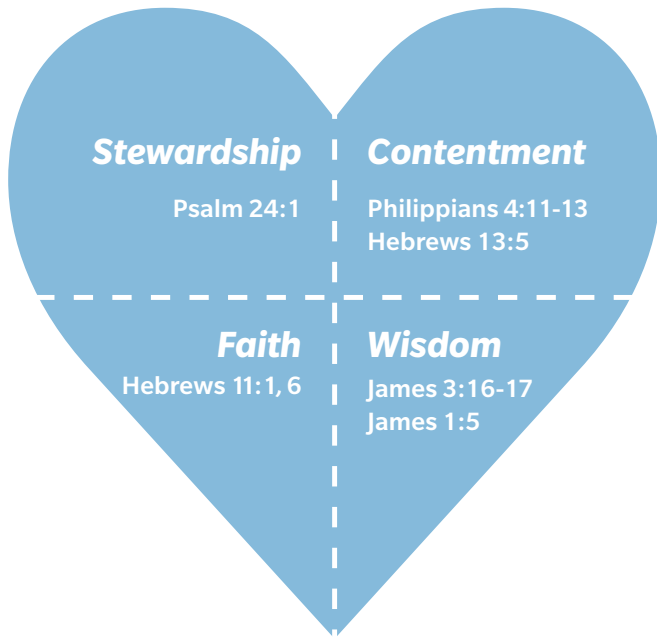 Stewardship
Psalm 24:1
Contentment
Philippians 4:11-13
Hebrews 13:5
Faith
Hebrews 11:1, 6
Wisdom
James 3:16-17
James 1:5